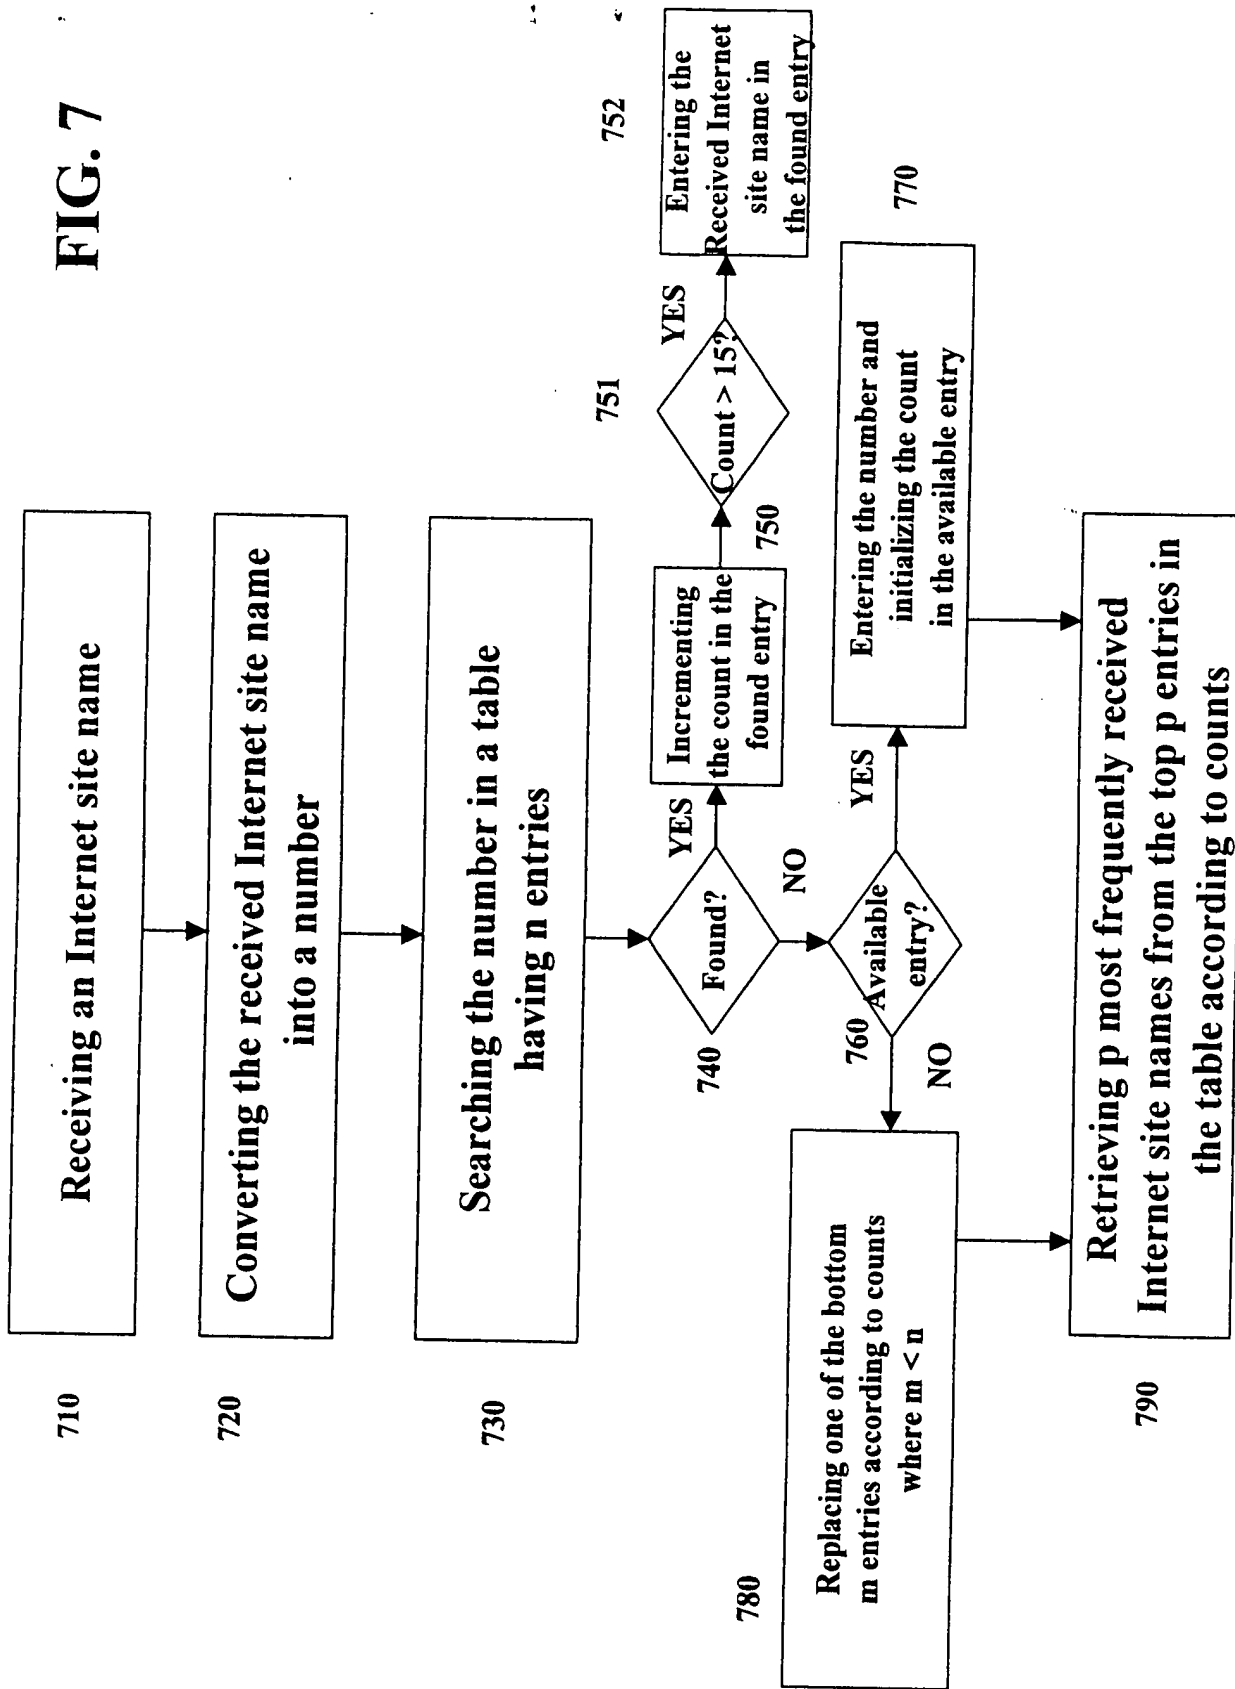 FIG. 7
710
Receiving an Internet site name
720
Converting the received Internet site name
into a number
730
Searching the number in a table
having n entries
740
Found?
YES
NO
Incrementing
the count in the
found entry
750
751
Count > 15?
YES
752
Entering the
Received Internet
site name in
the found entry
760
Available
entry?
YES
NO
770
Entering the number and
initializing the count
in the available entry
780
Replacing one of the bottom
m entries according to counts
where m < n
790
Retrieving p most frequently received
Internet site names from the top p entries in
the table according to counts